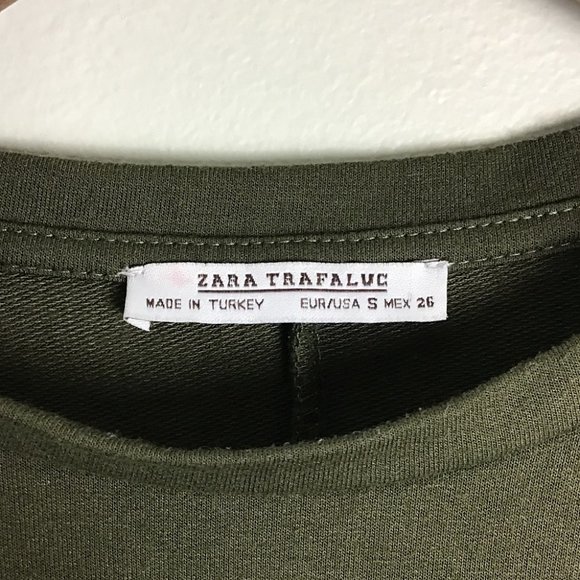 ZARA TRAFALUC
MADE IN TURKEY EUR/USA S MEX 26